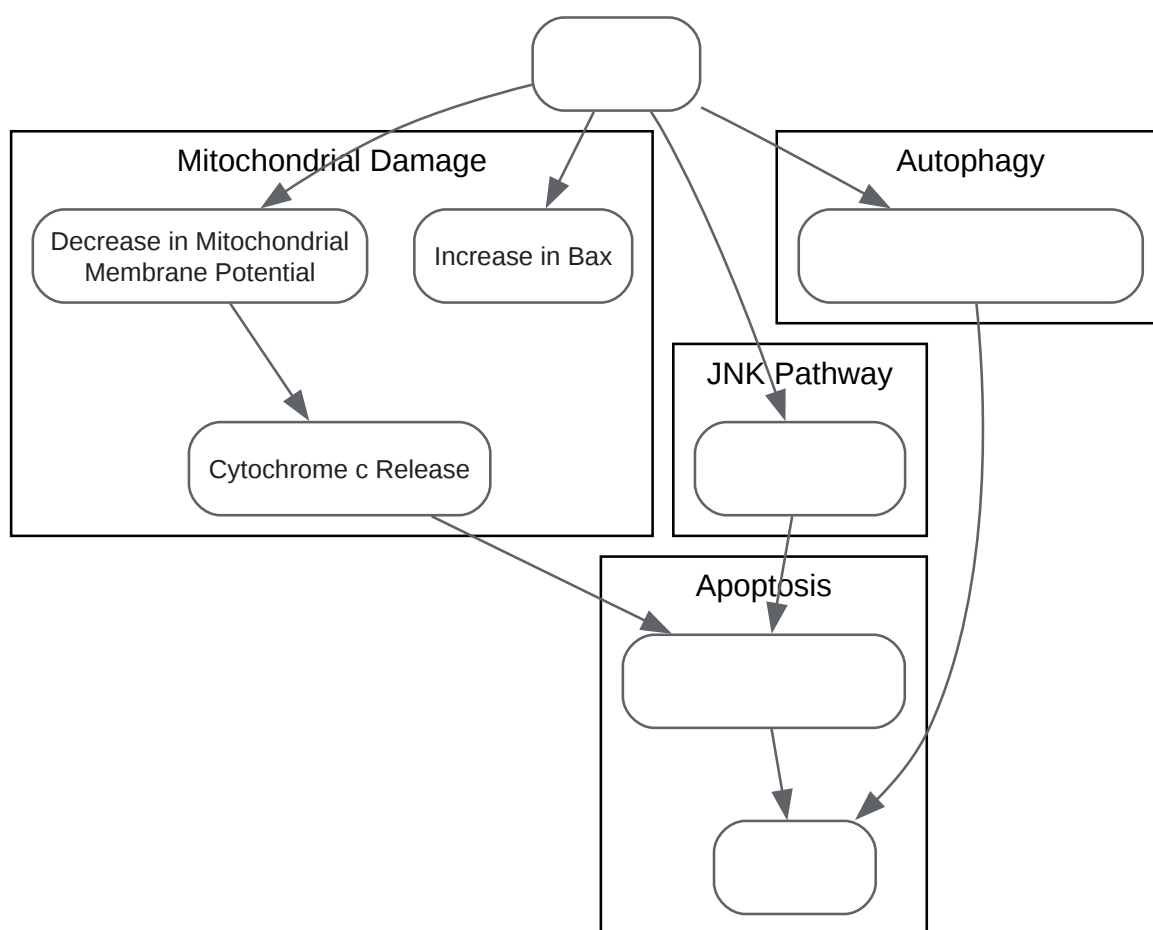 Mitochondrial Damage
Autophagy
Decrease in Mitochondrial
Membrane Potential
Increase in Bax
JNK Pathway
Cytochrome c Release
Apoptosis